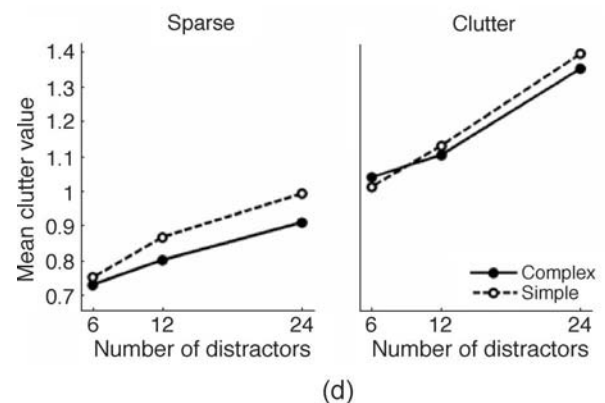 Sparse
Clutter
Mean clutter value
1.4
1.3
1.2
1.1
1
0.9
0.8
0.7
6
12
24
6
12
24
Complex
Simple
Number of distractors
Number of distractors
(d)